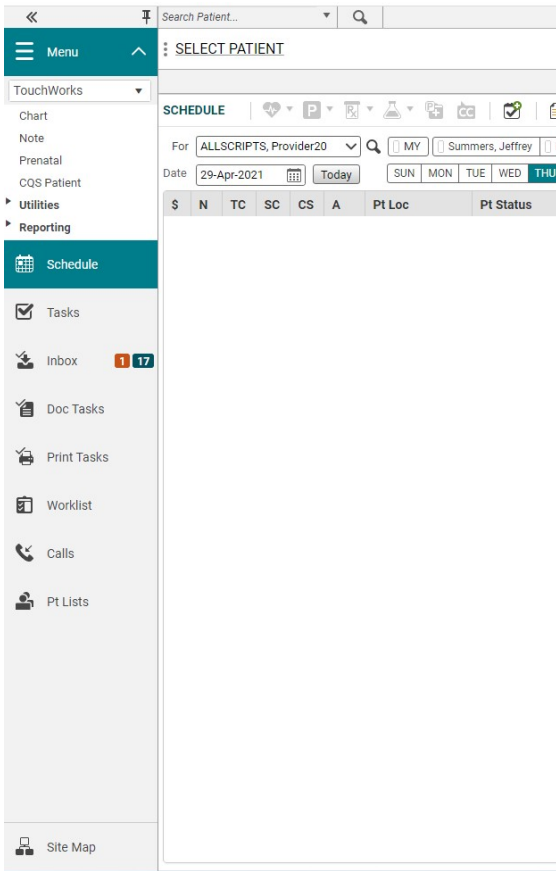 Search Patient...
Menu
SELECT PATIENT
TouchWorks
Chart
Note
Prenatal
CQS Patient
Utilities
Reporting
SCHEDULE
For ALLSCRIPTS, Provider20 MY Summers, Jeffrey
Date 29-Apr-2021 Today SUN MON TUE WED THU
$ N TC SC CS A Pt Loc Pt Status
Schedule
Tasks
Inbox 1 17
Doc Tasks
Print Tasks
Worklist
Calls
Pt Lists
Site Map